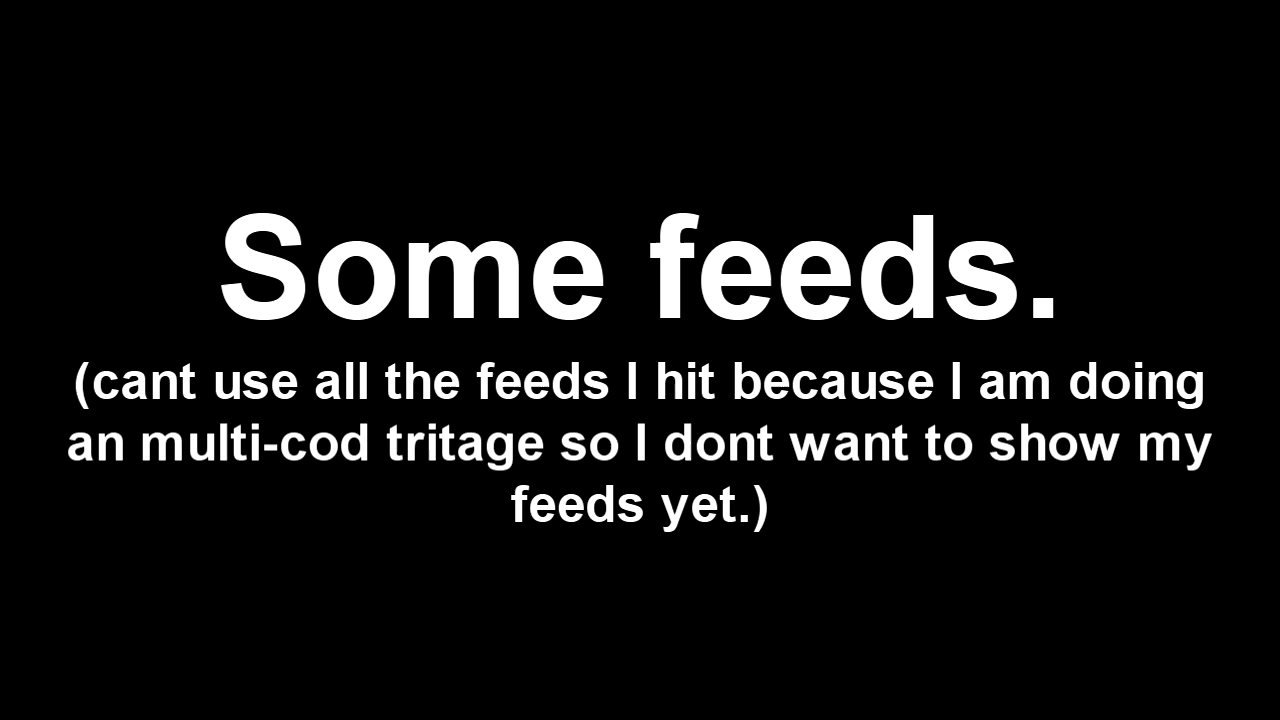 Some feeds.
(cant use all the feeds I hit because I am doing
an multi-cod tritage so I dont want to show my
feeds yet.)